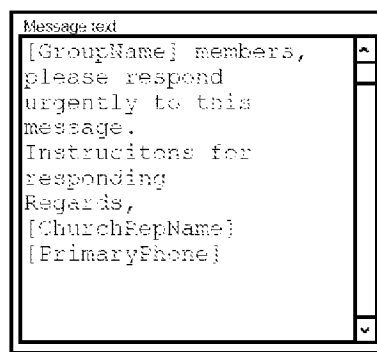 Message text
[GroupName] members,
please respond
urgently to this
message.
Instrucitons for
responding
Regards,
[ChurchRepName]
[PrimaryPhone]